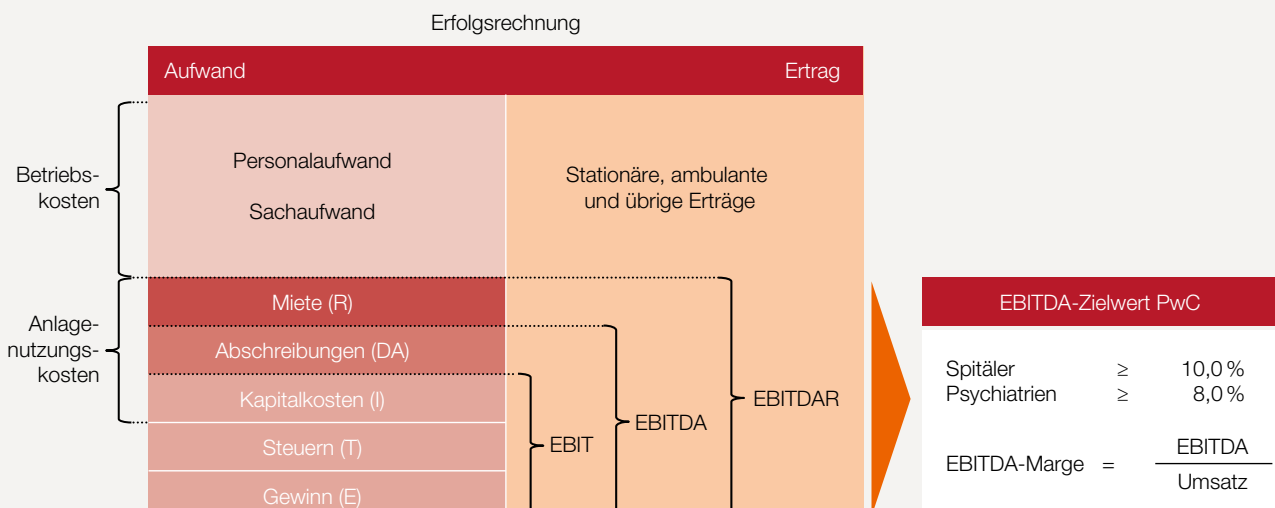 Erfolgsrechnung
Aufwand
Ertrag
Betriebs-
kosten
Personalaufwand
Sachaufwand
Stationäre, ambulante
und übrige Erträge
Anlage-
nutzungs-
kosten
Miete (R)
Abschreibungen (DA)
Kapitalkosten (I)
Steuern (T)
Gewinn (E)
EBIT
EBITDA
EBITDAR
EBITDA-Zielwert PwC
Spitäler ≥ 10,0 %
Psychiatrien ≥ 8,0 %
EBITDA-Marge =
EBITDA
Umsatz